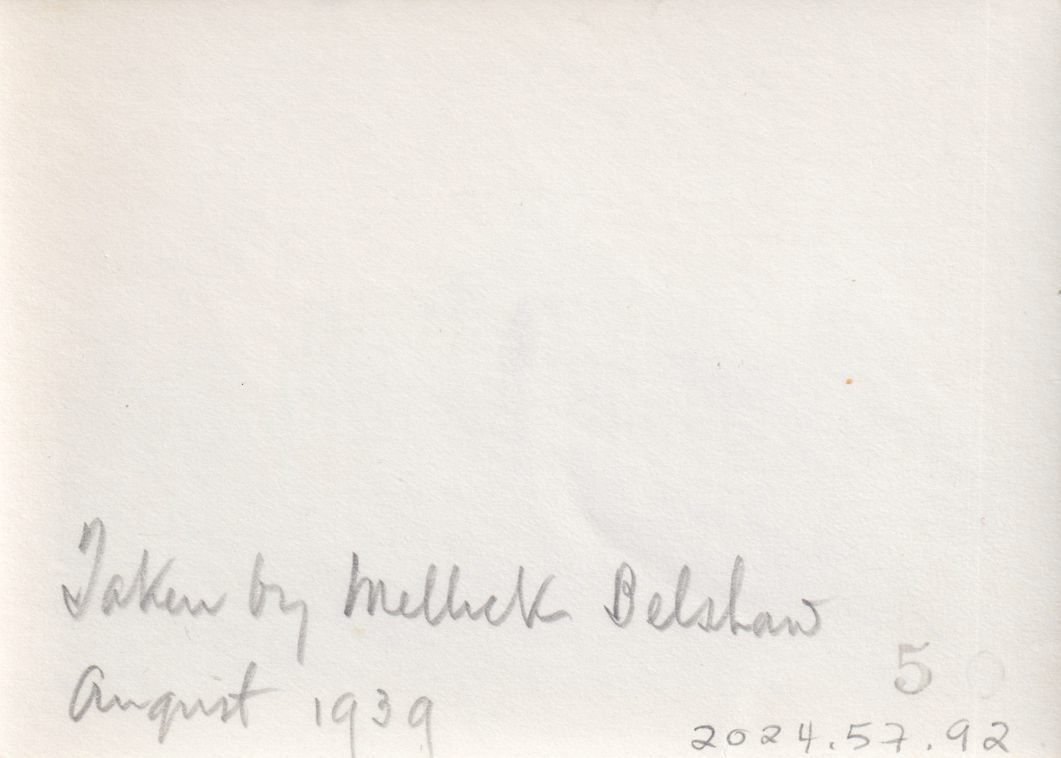 Taken by Mellick Belshaw
August 1939
5
2024.57.92